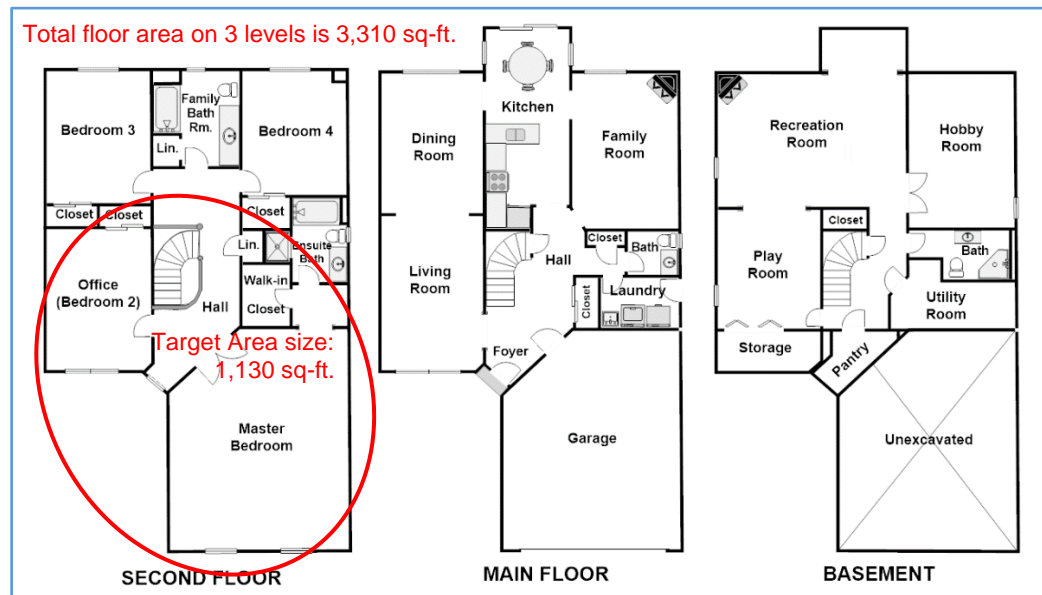 Total floor area on 3 levels is 3,310 sq-ft.
Bedroom 3
Family
Bath
Rm.
Lin.
Bedroom 4
Closet
Closet
Closet
Lin.
Ensuite
Bath
Walk-in
Closet
Office
(Bedroom 2)
Hall
Target Area size:
1,130 sq-ft.
Master
Bedroom
SECOND FLOOR
Kitchen
Dining
Room
Family
Room
Living
Room
Hall
Closet
Bath
Closet
Laundry
Foyer
Garage
MAIN FLOOR
Recreation
Room
Hobby
Room
Closet
Play
Room
Bath
Utility
Room
Storage
Pantry
Unexcavated
BASEMENT